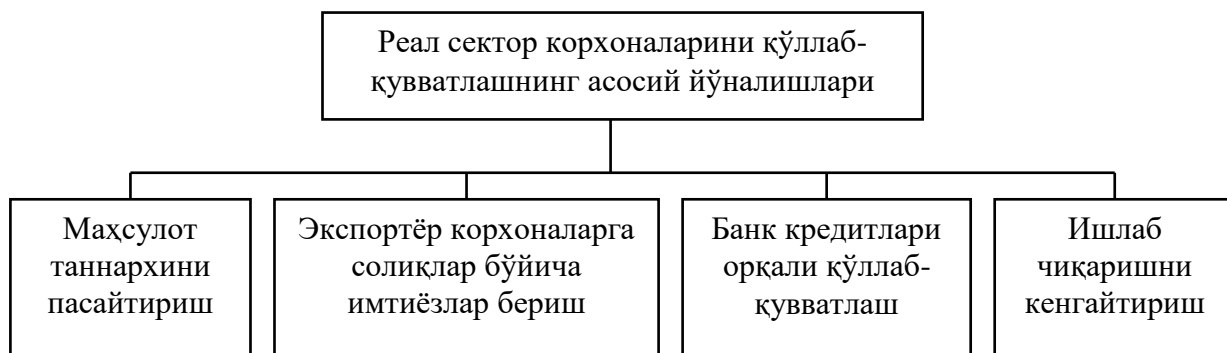 Реал сектор корхоналарини қўллаб-
қувватлашнинг асосий йўналишлари
Маҳсулот
таннархини
пасайтириш
Экспортёр корхоналарга
солиқлар бўйича
имтиёзлар бериш
Банк кредитлари
орқали қўллаб-
қувватлаш
Ишлаб
чиқаришни
кенгайтириш